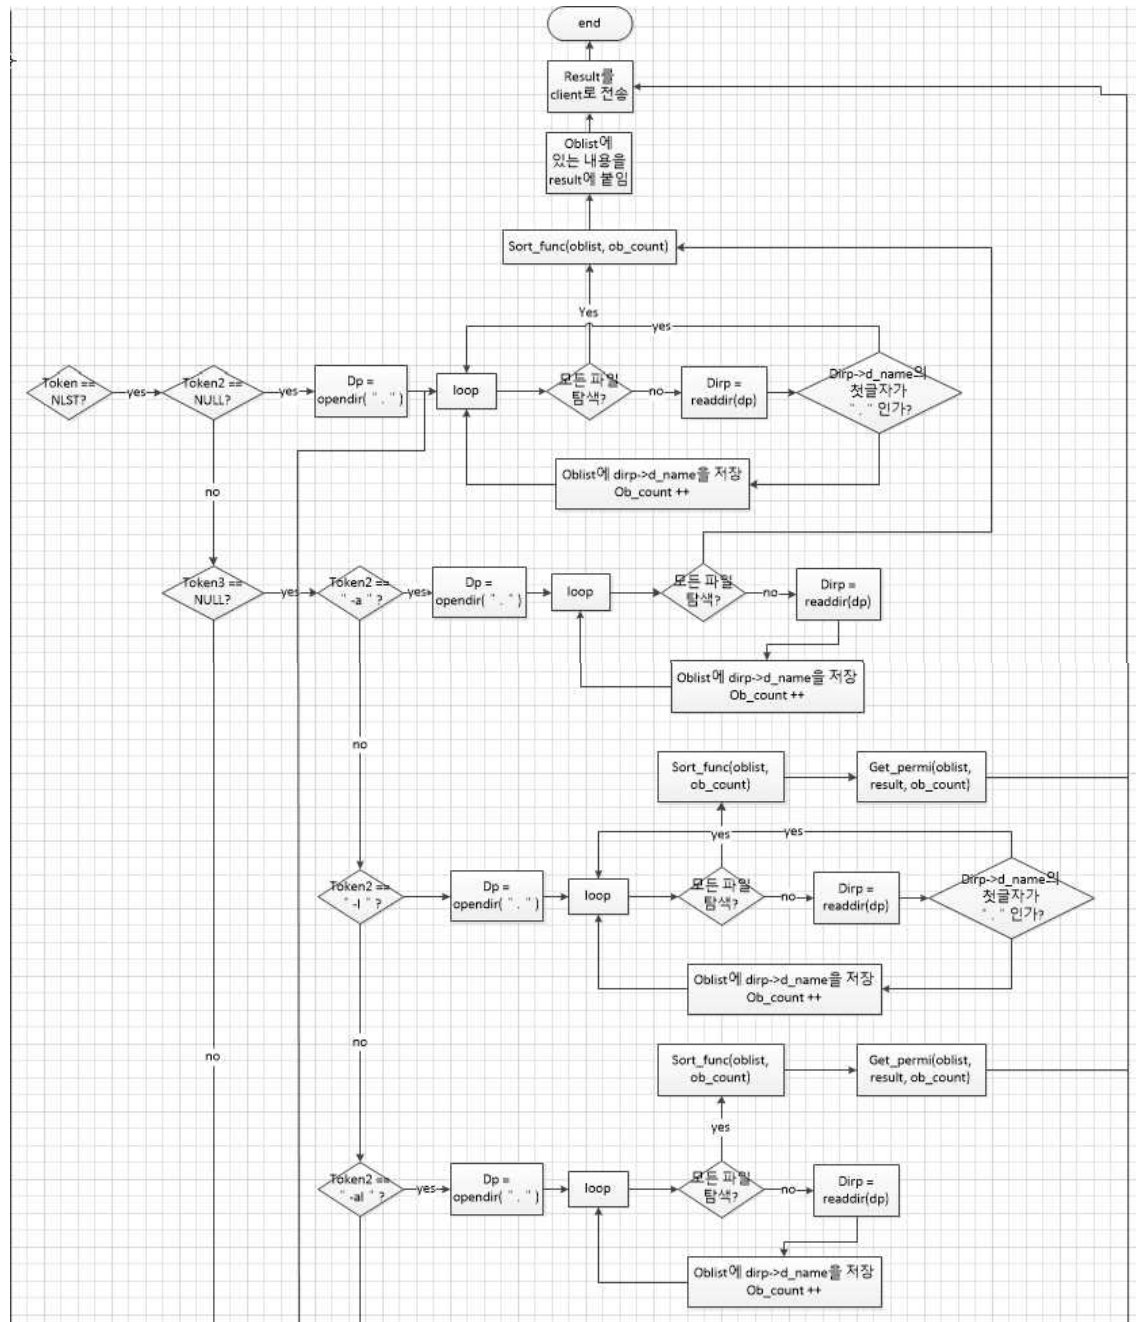 end
Result를
client로 전송
Oblist에
있는 내용을
result에 붙임
Sort_func(oblist, ob_count)
Yes
yes
Token ==
NLST?
yes
Token2 ==
NULL?
yes
Dp =
opendir( " . " )
loop
모든 파일
탐색?
no
Dirp =
readdir(dp)
Dirp->d_name의
첫글자가
" . " 인가?
Oblist에 dirp->d_name을 저장
Ob_count ++
no
Token3 ==
NULL?
yes
Token2 ==
" -a " ?
yes
Dp =
opendir( " . " )
loop
모든 파일
탐색?
no
Dirp =
readdir(dp)
Oblist에 dirp->d_name을 저장
Ob_count ++
no
Sort_func(oblist,
ob_count)
Get_permi(oblist,
result, ob_count)
yes
yes
Token2 ==
" -l " ?
Dp =
opendir( " . " )
loop
모든 파일
탐색?
no
Dirp =
readdir(dp)
Dirp->d_name의
첫글자가
" . " 인가?
Oblist에 dirp->d_name을 저장
Ob_count ++
no
no
Sort_func(oblist,
ob_count)
Get_permi(oblist,
result, ob_count)
yes
Token2 ==
" -al " ?
yes
Dp =
opendir( " . " )
loop
모든 파일
탐색?
no
Dirp =
readdir(dp)
Oblist에 dirp->d_name을 저장
Ob_count ++